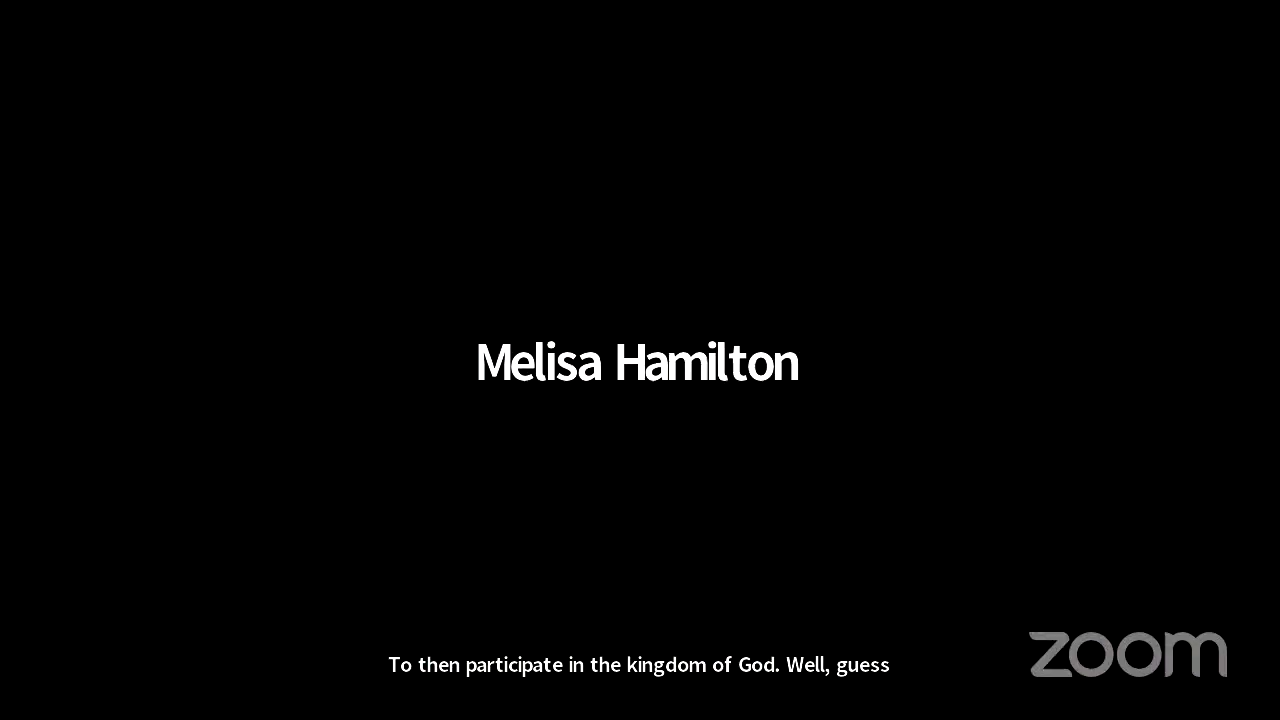 Melisa Hamilton
To then participate in the kingdom of God. Well, guess
zoom